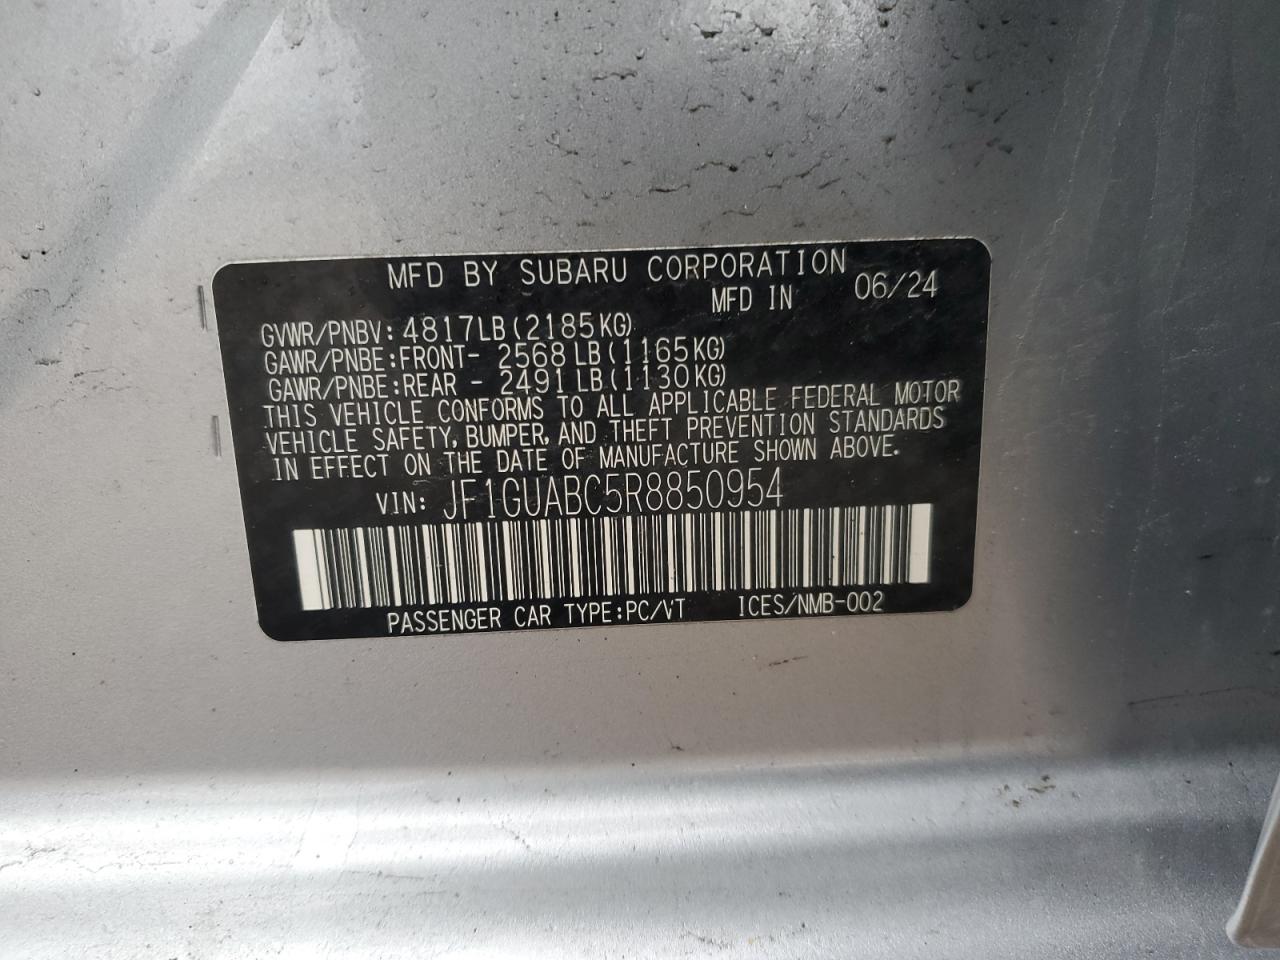 MFD BY SUBARU CORPORATION
MFD IN 06/24
GVWR/PNBV: 4817LB(2185KG)
GAWR/PNBE:FRONT- 2568LB(1165KG)
GAWR/PNBE:REAR - 2491LB(1130KG)
THIS VEHICLE CONFORMS TO ALL APPLICABLE FEDERAL MOTOR
VEHICLE SAFETY, BUMPER, AND THEFT PREVENTION STANDARDS
IN EFFECT ON THE DATE OF MANUFACTURE SHOWN ABOVE.
VIN: JF1GUABC5R8850954
PASSENGER CAR TYPE:PC/VT ICES/NMB-002